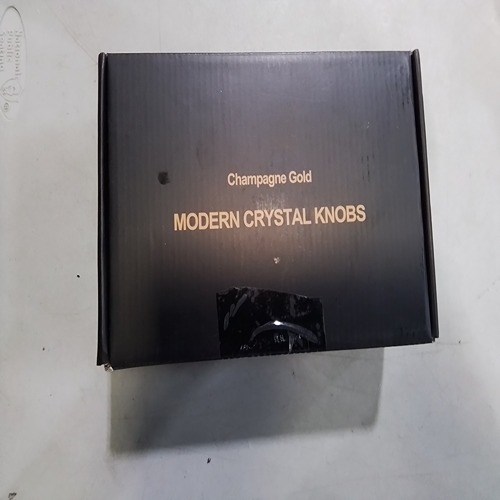 Champagne Gold
MODERN CRYSTAL KNOBS